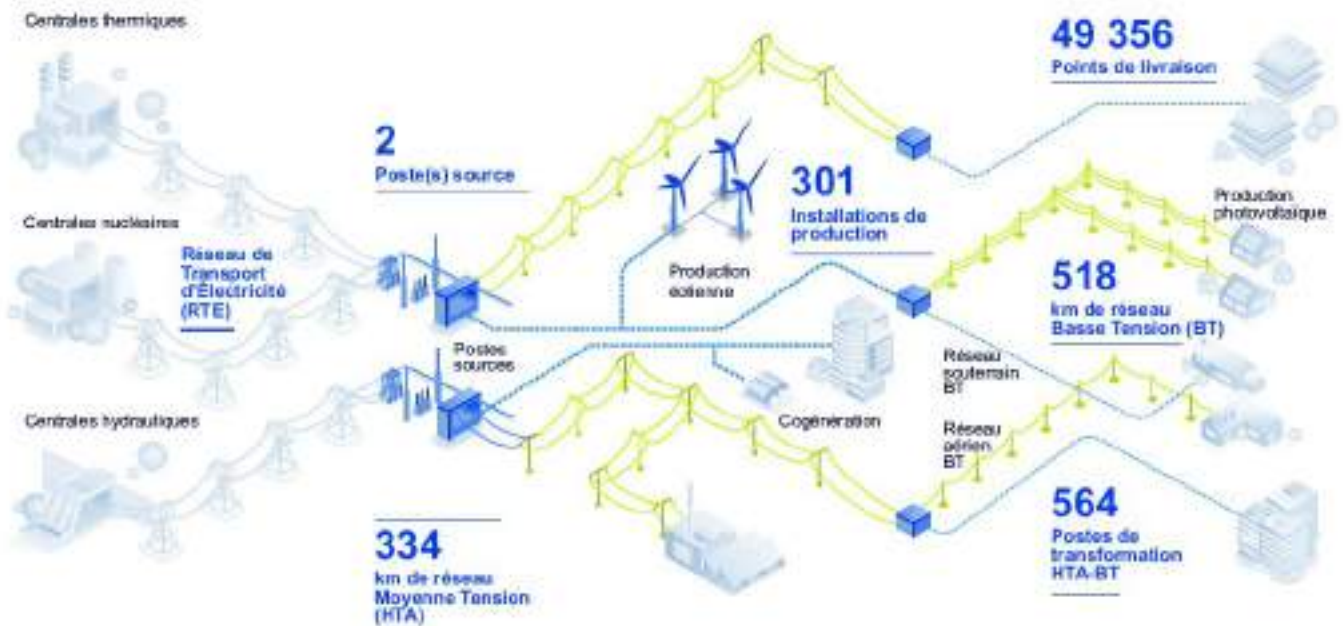 Centrales thermiques
49 356
Points de livraison
2
Poste(s) source
301
Installations de
production
Production
photovoltaïque
Centrales nucléaires
Réseau de
Transport
d'Électricité
(RTE)
Production
éolienne
518
km de réseau
Basse Tension (BT)
Postes
sources
Réseau
souterrain
BT
Centrales hydrauliques
Cogénération
Réseau
aérien
BT
334
km de réseau
Moyenne Tension
(HTA)
564
Postes de
transformation
HTA-BT